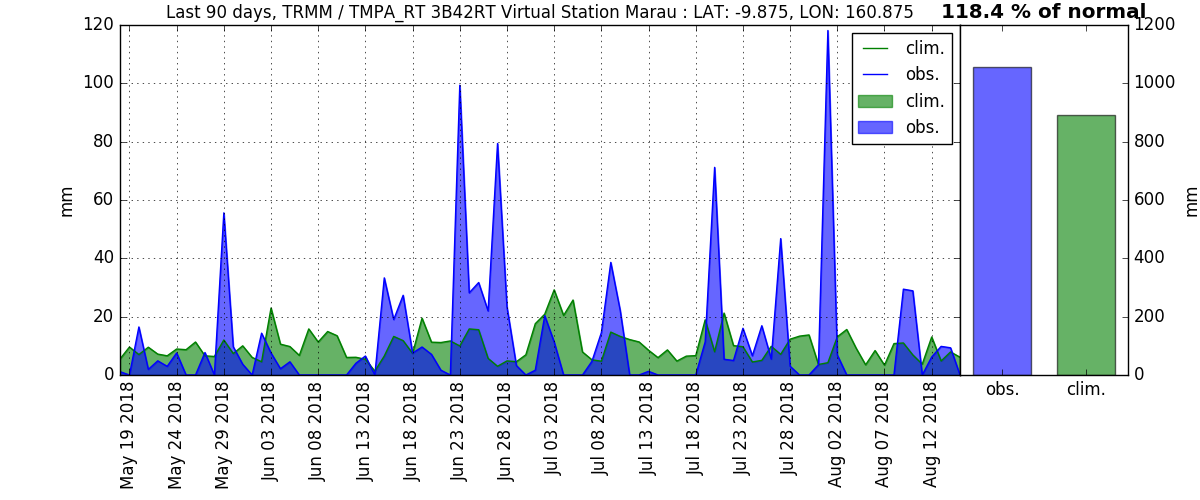 Last 90 days, TRMM / TMPA_RT 3B42RT Virtual Station Marau : LAT: -9.875, LON: 160.875
118.4 % of normal
120
100
80
60
40
20
0
mm
clim.
obs.
clim.
obs.
1200
1000
800
600
400
200
0
mm
May 19 2018
May 24 2018
May 29 2018
Jun 03 2018
Jun 08 2018
Jun 13 2018
Jun 18 2018
Jun 23 2018
Jun 28 2018
Jul 03 2018
Jul 08 2018
Jul 13 2018
Jul 18 2018
Jul 23 2018
Jul 28 2018
Aug 02 2018
Aug 07 2018
Aug 12 2018
obs.
clim.